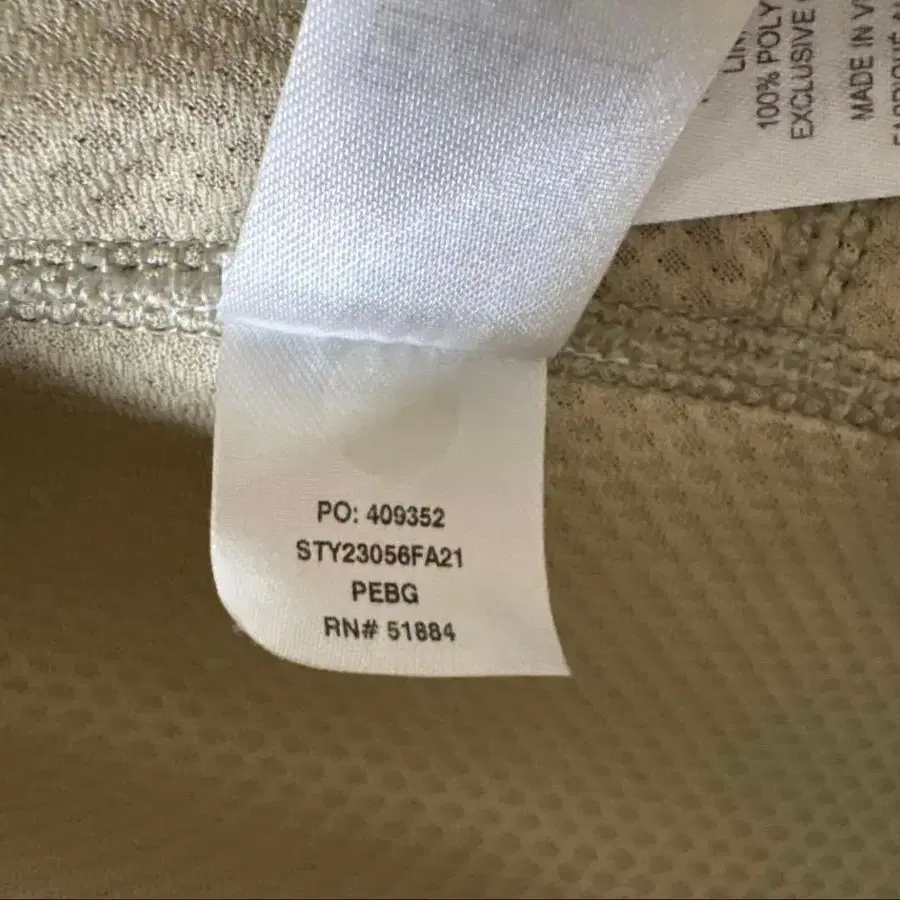 100% POLY
EXCLUSIVE
MADE IN V
PO: 409352
STY23056FA21
PEBG
RN# 51884